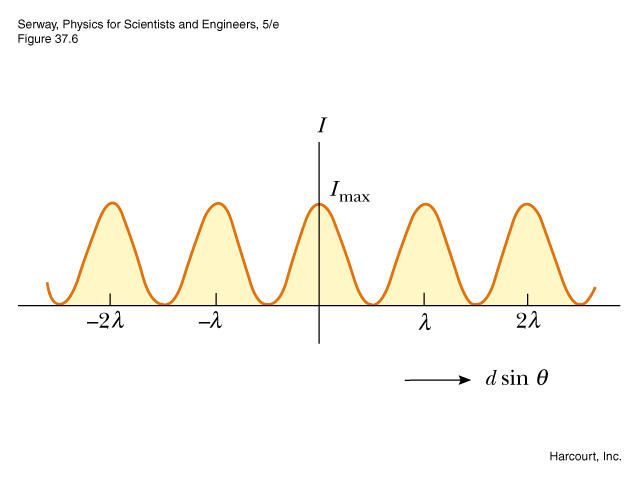 Serway, Physics for Scientists and Engineers, 5/e
Figure 37.6
I
Imax
–2λ –λ λ 2λ
d sin θ
Harcourt, Inc.